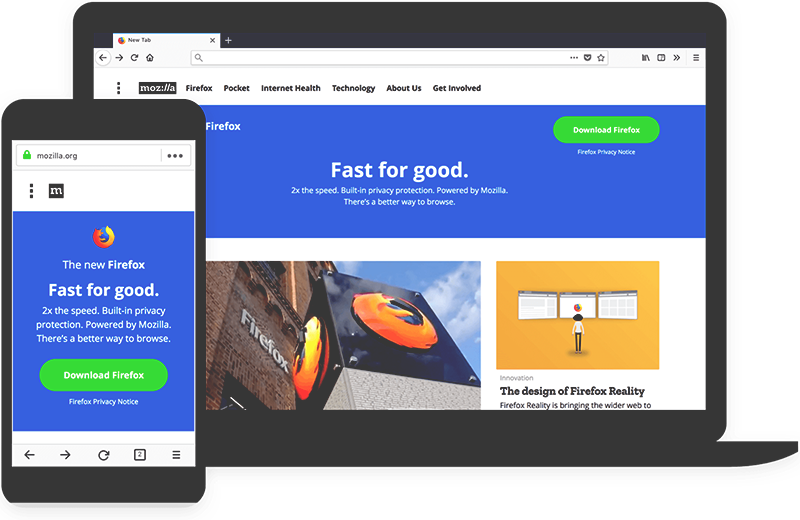 New Tab
moz://a Firefox Pocket Internet Health Technology About Us Get Involved
Firefox
Download Firefox
Firefox Privacy Notice
Fast for good.
2x the speed. Built-in privacy protection. Powered by Mozilla.
There's a better way to browse.
Firefox
Innovation
The design of Firefox Reality
Firefox Reality is bringing the wider web to
mozilla.org
m
The new Firefox
Fast for good.
2x the speed. Built-in privacy
protection. Powered by Mozilla.
There's a better way to browse.
Download Firefox
Firefox Privacy Notice
2